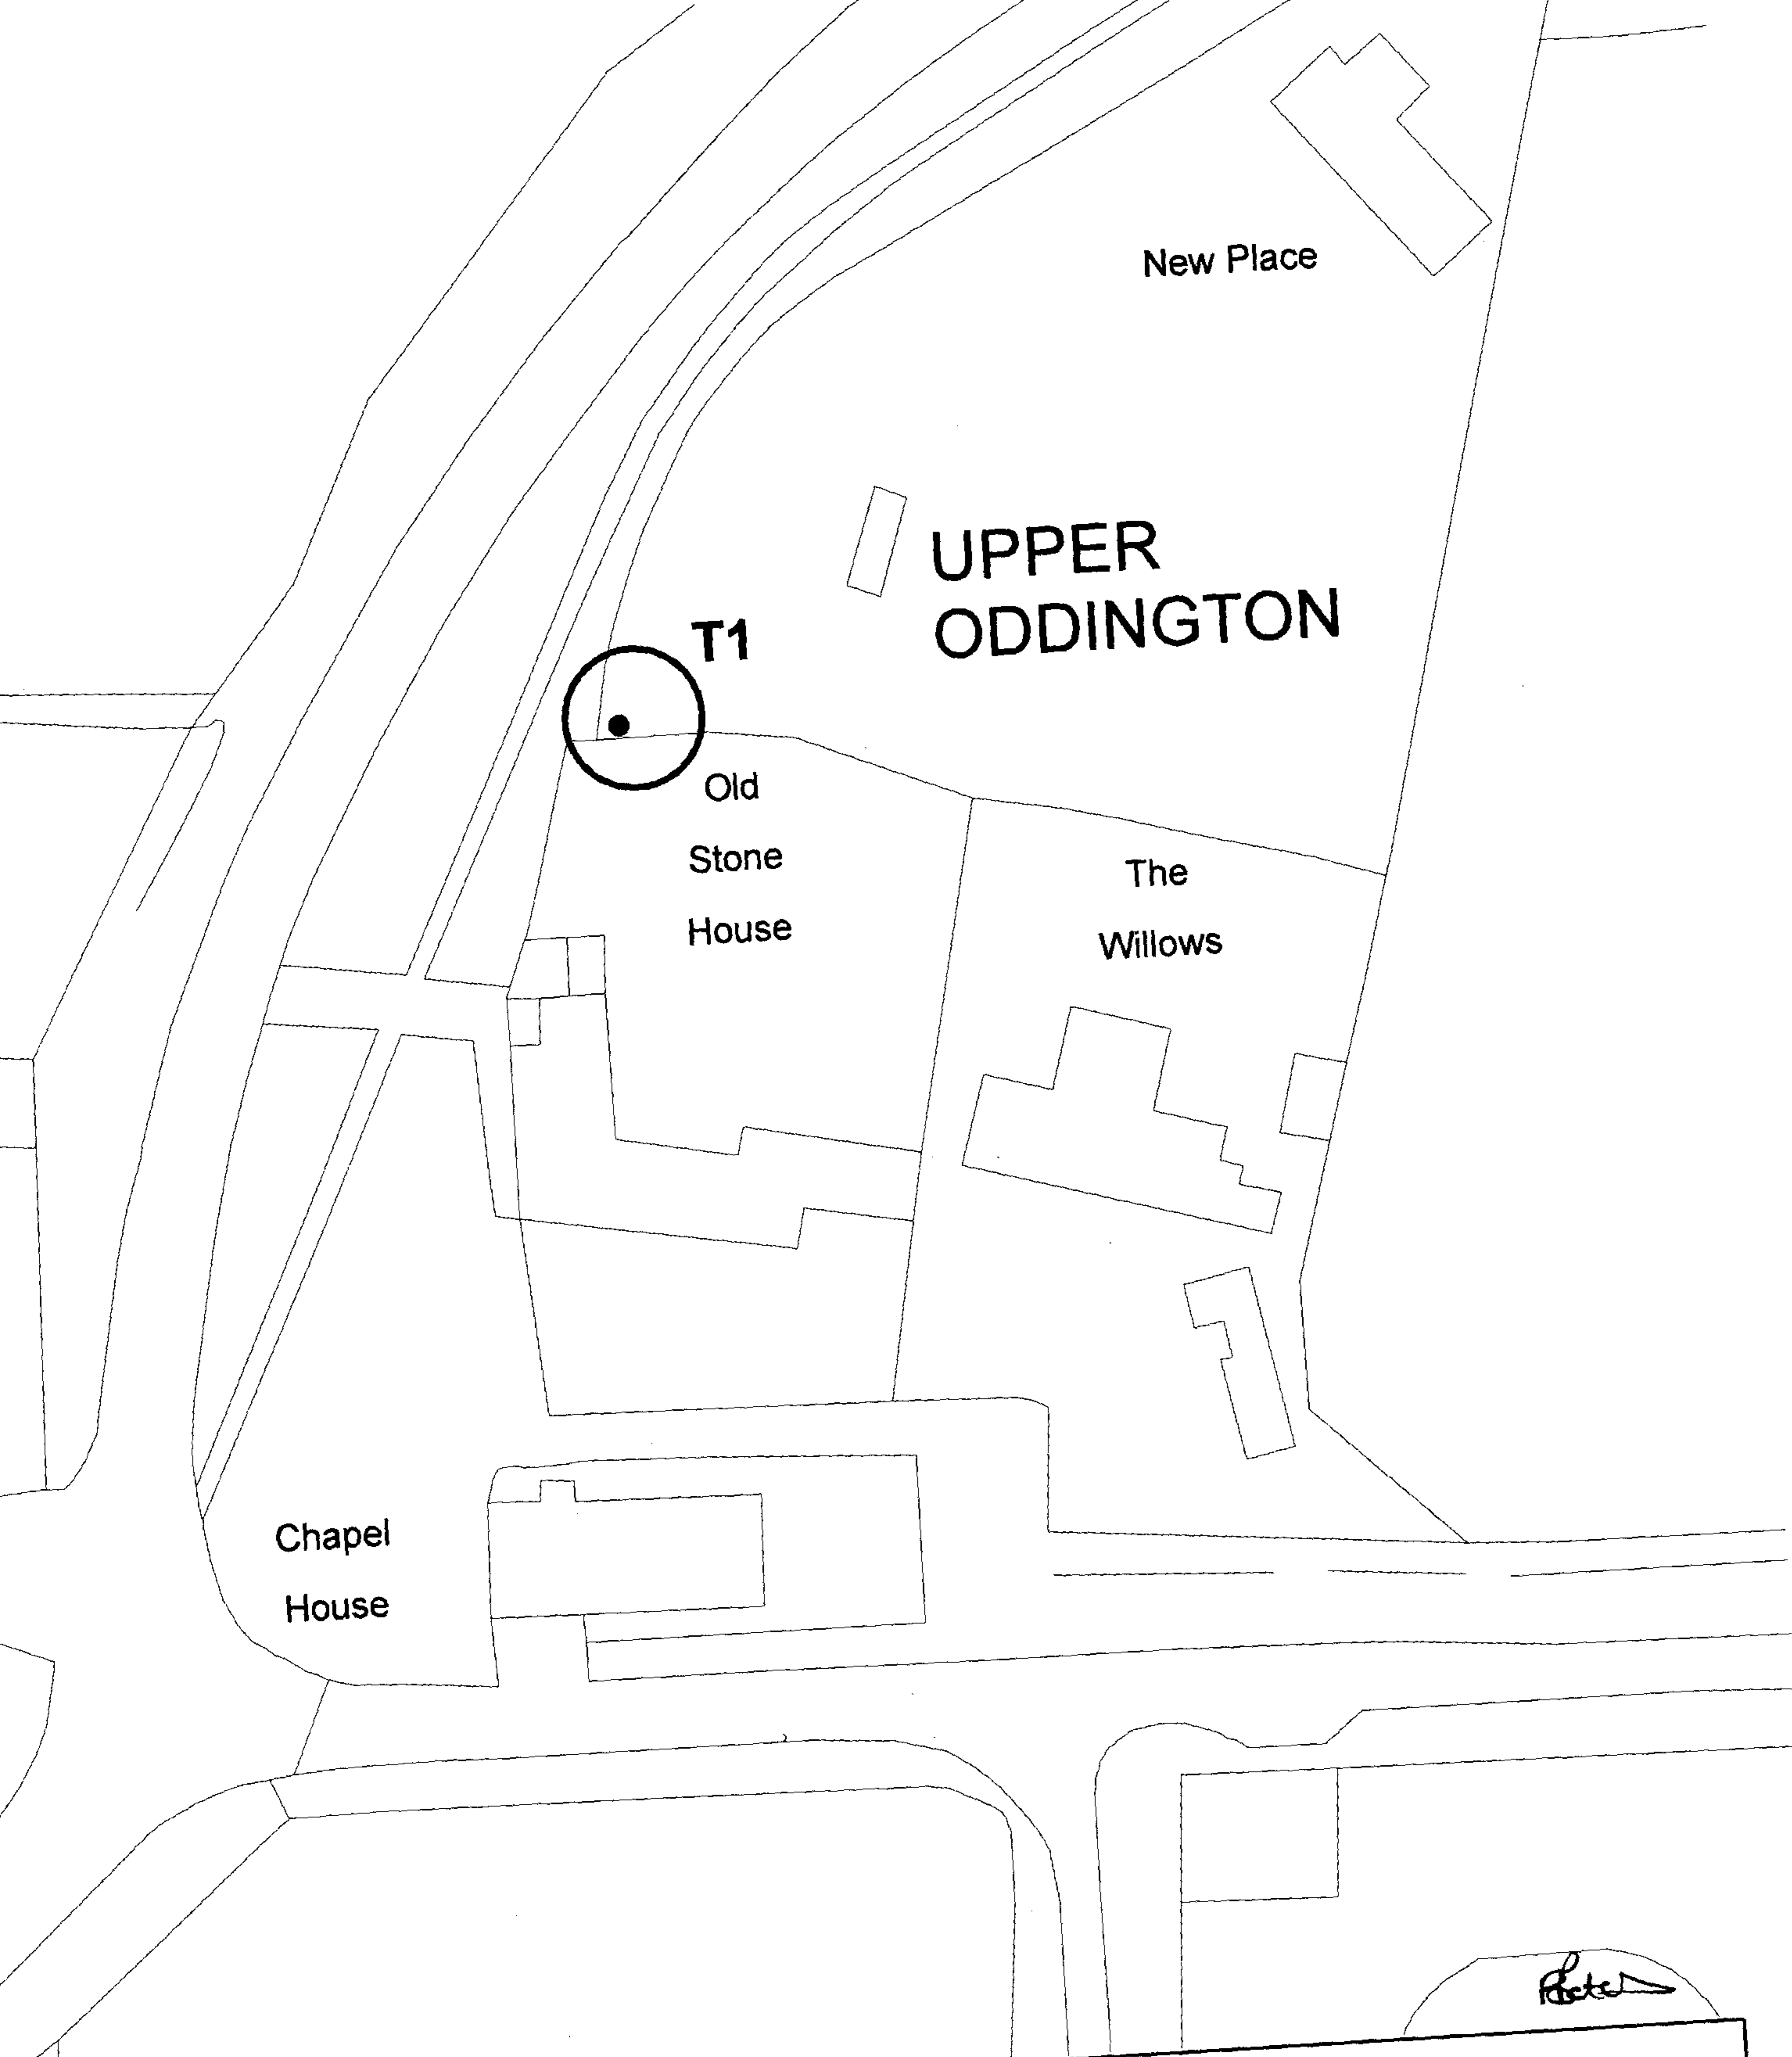 New Place
UPPER
ODDINGTON
T1
Old
Stone
House
The
Willows
Chapel
House